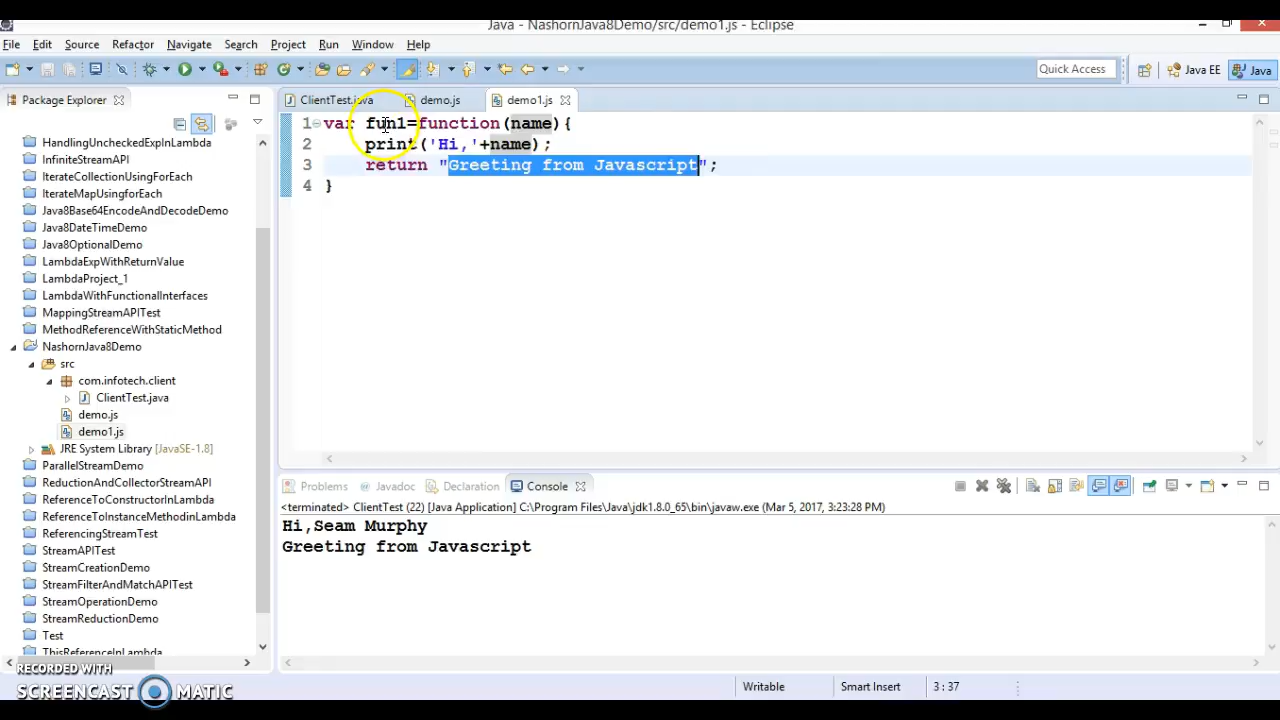 Java - NashornJava8Demo/src/demo1.js - Eclipse
File Edit Source Refactor Navigate Search Project Run Window Help
Quick Access
Java EE
Java
Package Explorer
ClientTest.java
demo.js
demo1.js
HandlingUncheckedExpInLambda
InfiniteStreamAPI
IterateCollectionUsingForEach
IterateMapUsingforEach
Java8Base64EncodeAndDecodeDemo
Java8DateTimeDemo
Java8OptionalDemo
LambdaExpWithReturnValue
LambdaProject_1
LambdaWithFunctionalInterfaces
MappingStreamAPITest
MethodReferenceWithStaticMethod
NashornJava8Demo
src
com.infotech.client
ClientTest.java
demo.js
demo1.js
JRE System Library [JavaSE-1.8]
ParallelStreamDemo
ReductionAndCollectorStreamAPI
ReferenceToConstructorInLambda
ReferenceToInstanceMethodinLambda
ReferencingStreamTest
StreamAPITest
StreamCreationDemo
StreamFilterAndMatchAPITest
StreamOperationDemo
StreamReductionDemo
Test
ThisReferenceInLambda
1 var fun1=function(name){
2 print('Hi,'+name);
3 return "Greeting from Javascript";
4 }
Problems
Javadoc
Declaration
Console
<terminated> ClientTest (22) [Java Application] C:\Program Files\Java\jdk1.8.0_65\bin\javaw.exe (Mar 5, 2017, 3:23:28 PM)
Hi,Seam Murphy
Greeting from Javascript
RECORDED WITH
SCREENCAST MATIC
Writable
Smart Insert
3 : 37